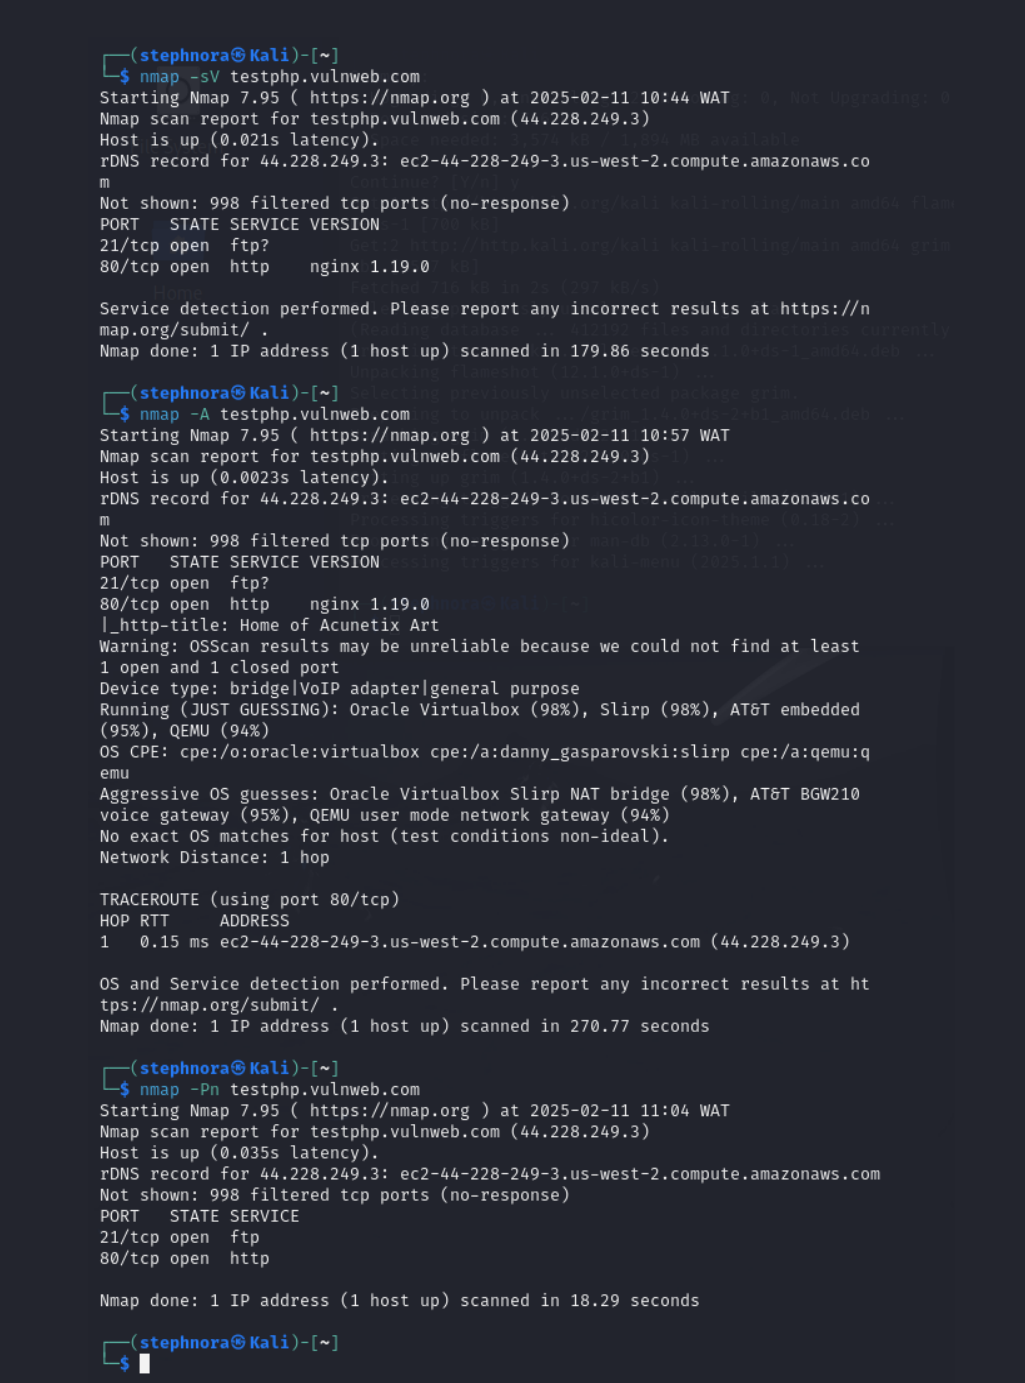 ┌──(stephnora㉿Kali)-[~]
└─$ nmap -sV testphp.vulnweb.com
Starting Nmap 7.95 ( https://nmap.org ) at 2025-02-11 10:44 WAT
Nmap scan report for testphp.vulnweb.com (44.228.249.3)
Host is up (0.021s latency).
rDNS record for 44.228.249.3: ec2-44-228-249-3.us-west-2.compute.amazonaws.co
m
Not shown: 998 filtered tcp ports (no-response)
PORT   STATE SERVICE VERSION
21/tcp open  ftp?
80/tcp open  http    nginx 1.19.0

Service detection performed. Please report any incorrect results at https://n
map.org/submit/ .
Nmap done: 1 IP address (1 host up) scanned in 179.86 seconds

┌──(stephnora㉿Kali)-[~]
└─$ nmap -A testphp.vulnweb.com
Starting Nmap 7.95 ( https://nmap.org ) at 2025-02-11 10:57 WAT
Nmap scan report for testphp.vulnweb.com (44.228.249.3)
Host is up (0.0023s latency).
rDNS record for 44.228.249.3: ec2-44-228-249-3.us-west-2.compute.amazonaws.co
m
Not shown: 998 filtered tcp ports (no-response)
PORT   STATE SERVICE VERSION
21/tcp open  ftp?
80/tcp open  http    nginx 1.19.0
|_http-title: Home of Acunetix Art
Warning: OSScan results may be unreliable because we could not find at least
1 open and 1 closed port
Device type: bridge|VoIP adapter|general purpose
Running (JUST GUESSING): Oracle Virtualbox (98%), Slirp (98%), AT&T embedded
(95%), QEMU (94%)
OS CPE: cpe:/o:oracle:virtualbox cpe:/a:danny_gasparovski:slirp cpe:/a:qemu:q
emu
Aggressive OS guesses: Oracle Virtualbox Slirp NAT bridge (98%), AT&T BGW210
voice gateway (95%), QEMU user mode network gateway (94%)
No exact OS matches for host (test conditions non-ideal).
Network Distance: 1 hop

TRACEROUTE (using port 80/tcp)
HOP RTT     ADDRESS
1   0.15 ms ec2-44-228-249-3.us-west-2.compute.amazonaws.com (44.228.249.3)

OS and Service detection performed. Please report any incorrect results at ht
tps://nmap.org/submit/ .
Nmap done: 1 IP address (1 host up) scanned in 270.77 seconds

┌──(stephnora㉿Kali)-[~]
└─$ nmap -Pn testphp.vulnweb.com
Starting Nmap 7.95 ( https://nmap.org ) at 2025-02-11 11:04 WAT
Nmap scan report for testphp.vulnweb.com (44.228.249.3)
Host is up (0.035s latency).
rDNS record for 44.228.249.3: ec2-44-228-249-3.us-west-2.compute.amazonaws.com
Not shown: 998 filtered tcp ports (no-response)
PORT   STATE SERVICE
21/tcp open  ftp
80/tcp open  http

Nmap done: 1 IP address (1 host up) scanned in 18.29 seconds

┌──(stephnora㉿Kali)-[~]
└─$